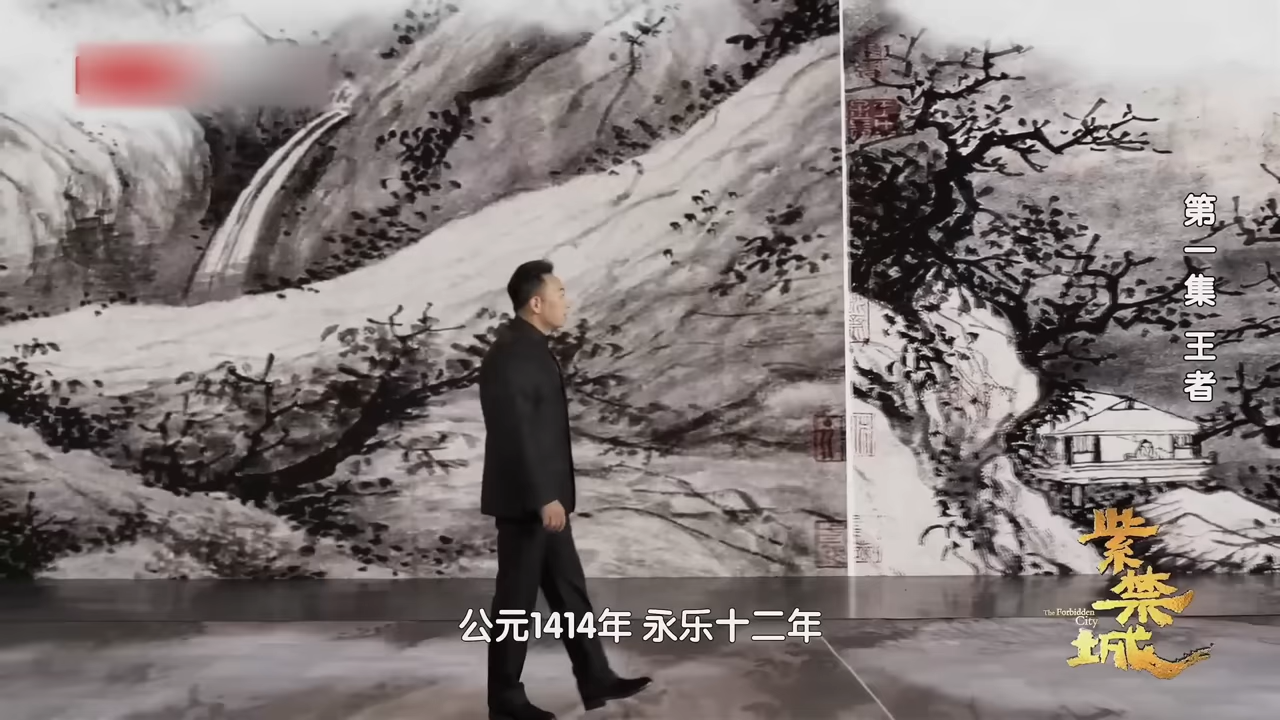 第一集 王者
公元1414年 永乐十二年
The Forbidden
City
紫禁城